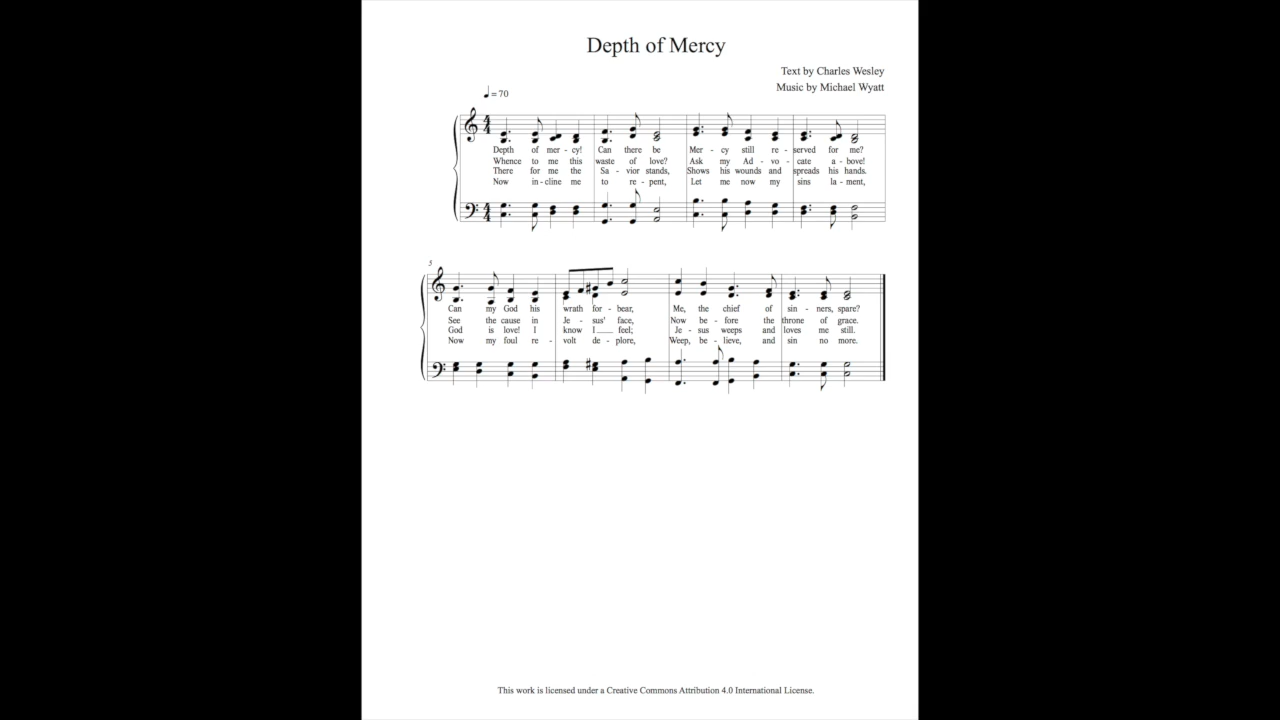 Depth of Mercy
Text by Charles Wesley
Music by Michael Wyatt
= 70
4 4
Depth of mer - cy! Can there be Mer - cy still re - served for me?
Whence to me this waste of love? Ask my Ad - vo - cate a - bove!
There for me the Sa - vior stands, Shows his wounds and spreads his hands.
Now in - cline me to re - pent, Let me now my sins la - ment,
4 4
5
Can my God his wrath for - bear, Me, the chief of sin - ners, spare?
See the cause in Je - sus' face, Now be - fore the throne of grace.
God is love! I know I___ feel; Je - sus weeps and loves me still.
Now my foul re - volt de - plore, Weep, be - lieve, and sin no more.
This work is licensed under a Creative Commons Attribution 4.0 International License.